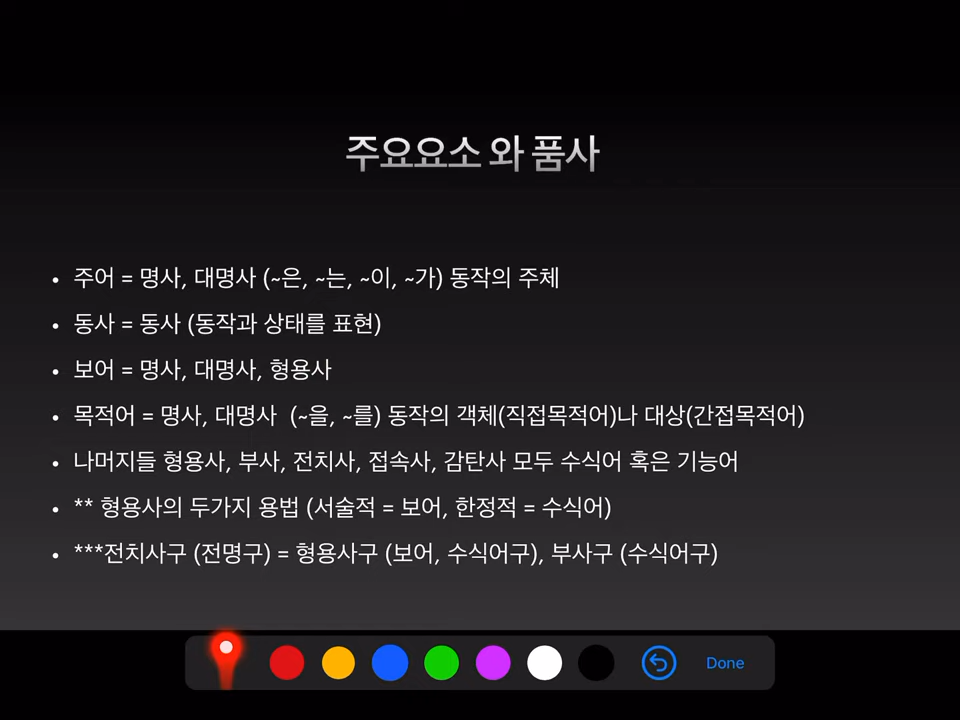 주요요소 와 품사
• 주어 = 명사, 대명사 (~은, ~는, ~이, ~가) 동작의 주체
• 동사 = 동사 (동작과 상태를 표현)
• 보어 = 명사, 대명사, 형용사
• 목적어 = 명사, 대명사 (~을, ~를) 동작의 객체(직접목적어)나 대상(간접목적어)
• 나머지들 형용사, 부사, 전치사, 접속사, 감탄사 모두 수식어 혹은 기능어
• ** 형용사의 두가지 용법 (서술적 = 보어, 한정적 = 수식어)
• ***전치사구 (전명구) = 형용사구 (보어, 수식어구), 부사구 (수식어구)
Done